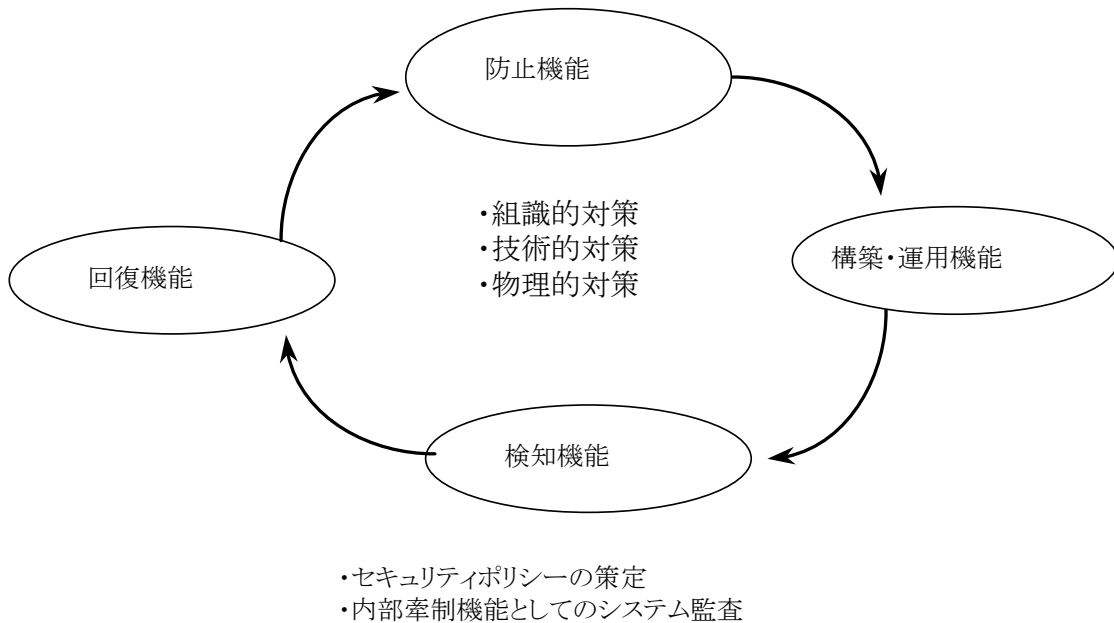 防止機能
・組識的対策
・技術的対策
・物理的対策
構築・運用機能
回復機能
検知機能
・セキュリティポリシーの策定
・内部牽制機能としてのシステム監査